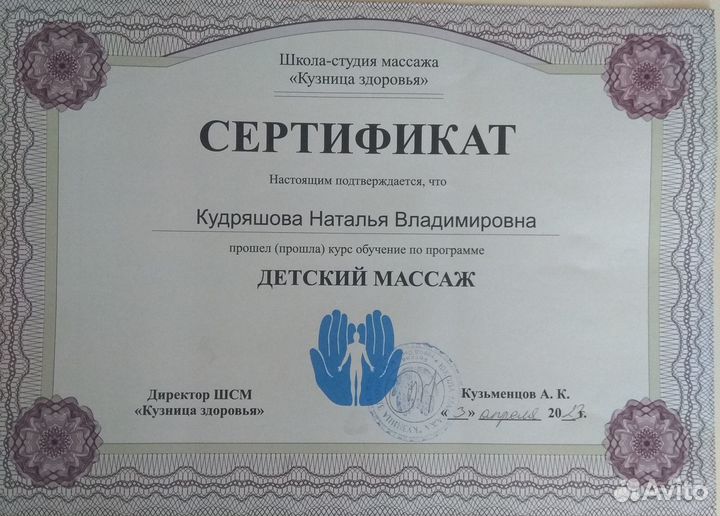 Школа-студия массажа
«Кузница здоровья»
СЕРТИФИКАТ
Настоящим подтверждается, что
Кудряшова Наталья Владимировна
прошел (прошла) курс обучение по программе
ДЕТСКИЙ МАССАЖ
Директор ШСМ
«Кузница здоровья»
Кузьменцов А. К.
«3» апреля 2023г.
Avito